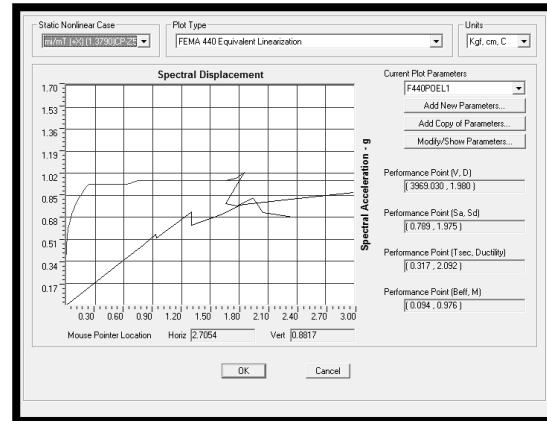 Static Nonlinear Case
Plot Type
Units
FEMA 440 Equivalent Linearization
Kgf, cm, C
Spectral Displacement
Current Plot Parameters
F440POEL1
Add New Parameters...
Add Copy of Parameters...
Modify/Show Parameters...
1.70
1.53
1.36
1.19
1.02
0.85
0.68
0.51
0.34
0.17
Spectral Acceleration - g
Performance Point (V, D)
( 3969.030 , 1.980 )
Performance Point (Sa, Sd)
( 0.789 , 1.975 )
Performance Point (Tsec, Ductility)
( 0.317 , 2.092 )
Performance Point (Beff, M)
( 0.094 , 0.976 )
0.30 0.60 0.90 1.20 1.50 1.80 2.10 2.40 2.70 3.00
Mouse Pointer Location Horiz 2.7054 Vert 0.8817
OK Cancel